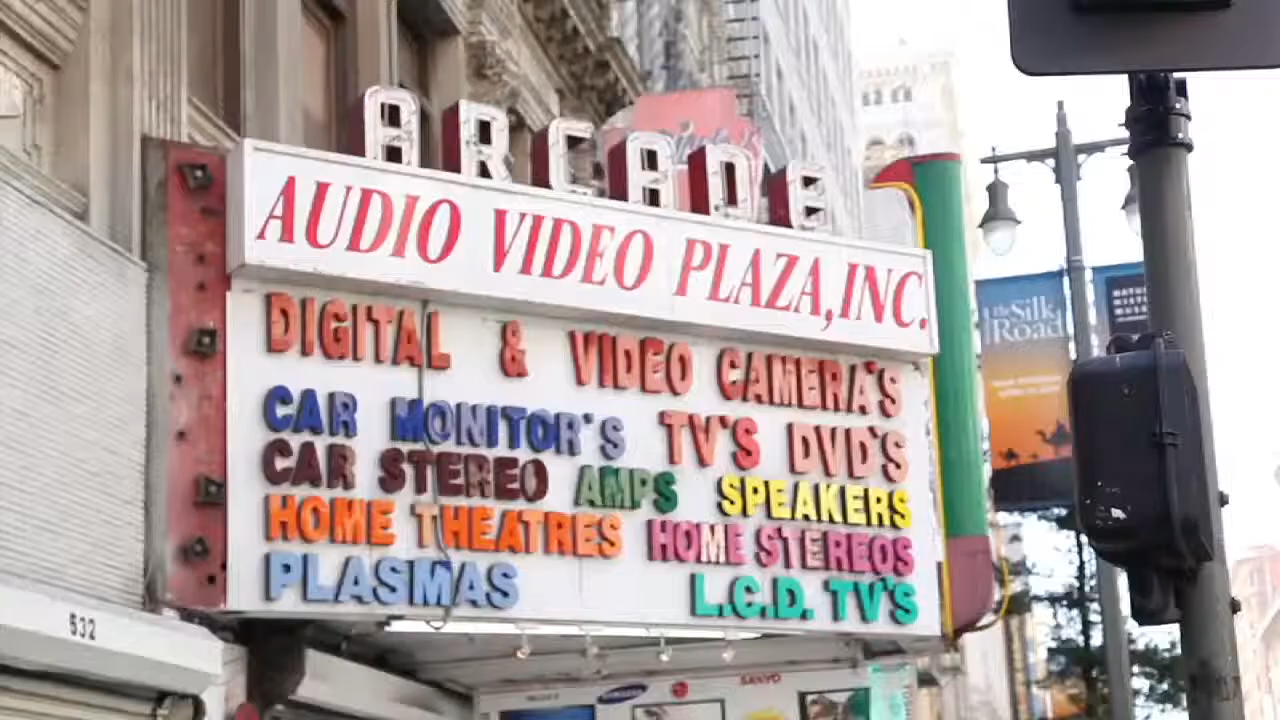 ARCADE
AUDIO VIDEO PLAZA, INC.
DIGITAL & VIDEO CAMERA'S
CAR MONITOR'S TV'S DVD'S
CAR STEREO AMPS SPEAKERS
HOME THEATRES HOME STEREOS
PLASMAS L.C.D. TV'S
the Silk
Road
532
SAMSUNG
SANYO